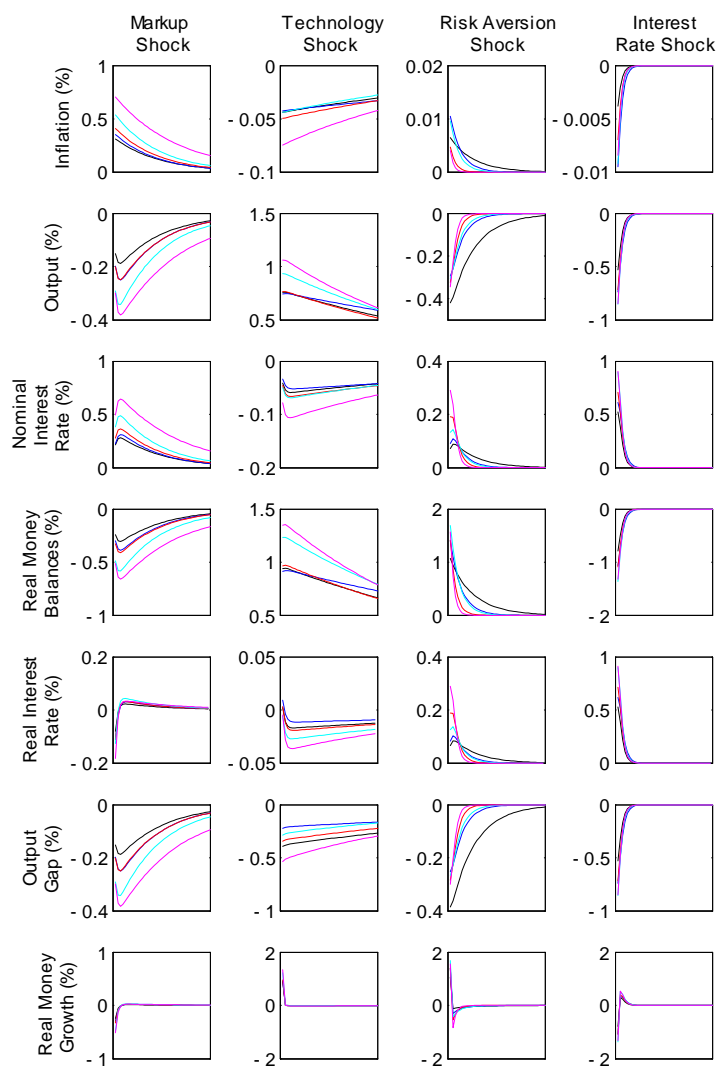 Markup Technology Risk Aversion Interest
Shock Shock Shock Rate Shock
Inflation (%)
1 0 0.02 0
0.5 - 0.05 0.01 - 0.005
0 - 0.1 0 - 0.01
Output (%)
0 1.5 0 0
- 0.2 1 - 0.2 - 0.5
- 0.4 0.5 - 0.4 - 1
Nominal
Interest
Rate (%)
1 0 0.4 1
0.5 - 0.1 0.2 0.5
0 - 0.2 0 0
Real Money
Balances (%)
0 1.5 2 0
- 0.5 1 1 - 1
- 1 0.5 0 - 2
Real Interest
Rate (%)
0.2 0.05 0.4 1
0 0 0.2 0.5
- 0.2 - 0.05 0 0
Output
Gap (%)
0 0 0 0
- 0.2 - 0.5 - 0.2 - 0.5
- 0.4 - 1 - 0.4 - 1
Real Money
Growth (%)
1 2 2 2
0 0 0 0
- 1 - 2 - 2 - 2